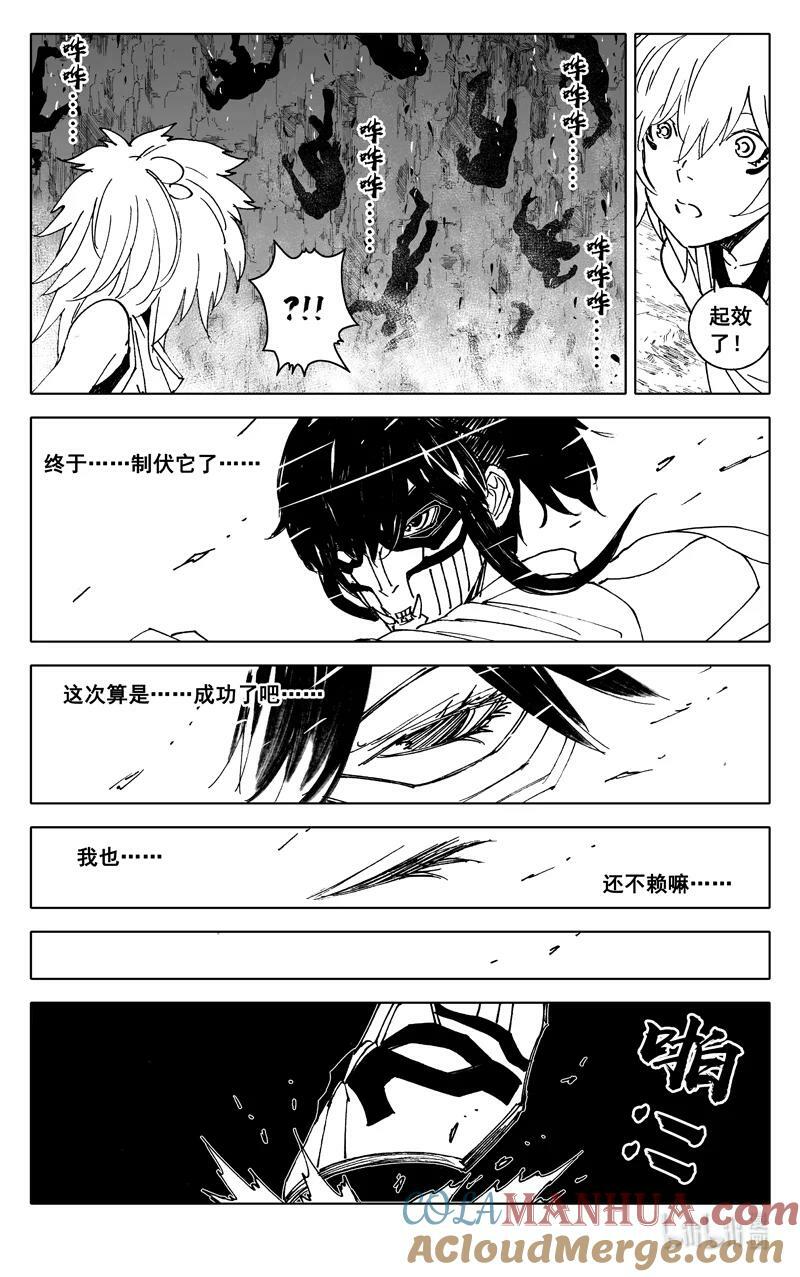 哗哗……
哗哗哗……
哗哗哗……
哗哗哗……
?!!
起效
了！
终于……制伏它了……
这次算是……成功了吧……
我也……
还不赖嘛……
啪
COLAMANHUA.com
AcloudMerge.com